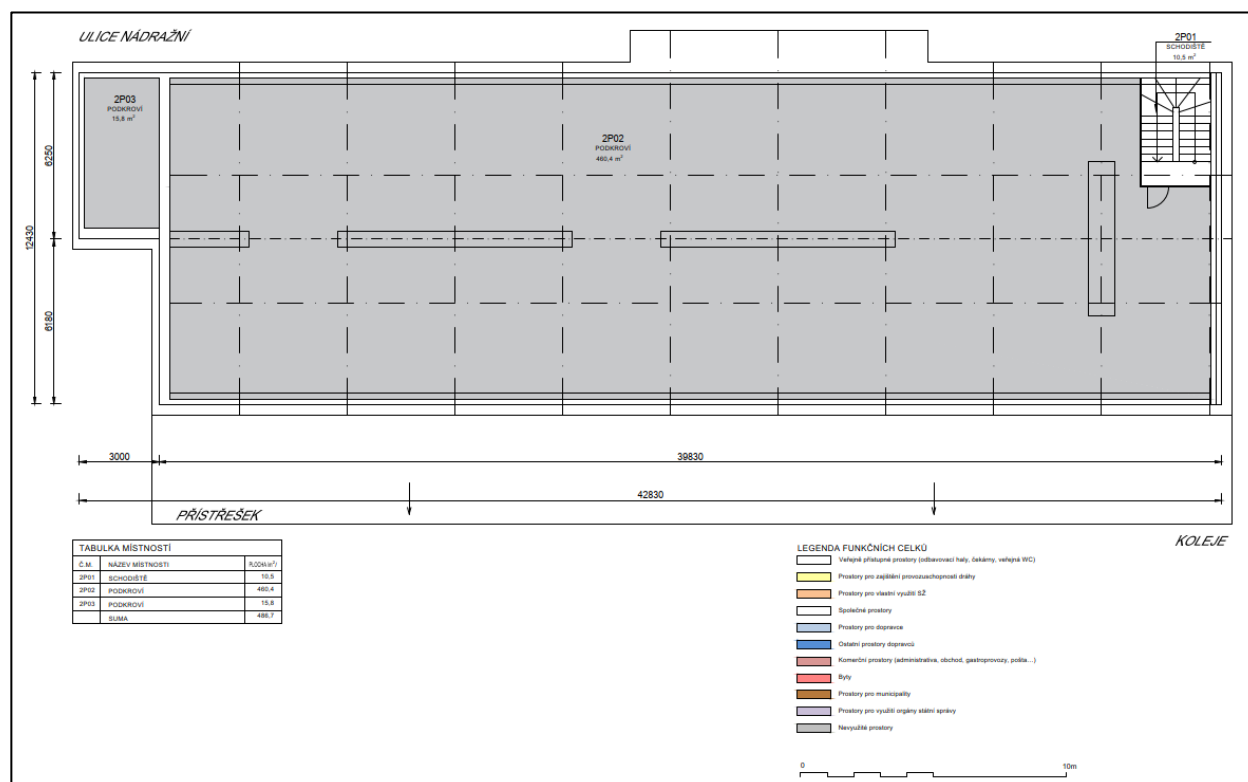 ULICE NÁDRAŽNÍ
2P01
SCHODIŠTĚ
10,5 m²
2P03
PODKROVÍ
15,8 m²
2P02
PODKROVÍ
460,4 m²
6250
12430
6180
3000
39830
42830
PŘÍSTŘEŠEK
KOLEJE
TABULKA MÍSTNOSTÍ
Č.M. NÁZEV MÍSTNOSTI PLOCHA(m²)
2P01 SCHODIŠTĚ 10,5
2P02 PODKROVÍ 460,4
2P03 PODKROVÍ 15,8
SUMA 486,7
LEGENDA FUNKČNÍCH CELKŮ
Veřejně přístupné prostory (odbavovací haly, čekárny, veřejná WC)
Prostory pro zajištění provozuschopnosti dráhy
Prostory pro vlastní využití SŽ
Společné prostory
Prostory pro dopravce
Ostatní prostory dopravců
Komerční prostory (administrativa, obchod, gastroprovozy, pošta...)
Byty
Prostory pro municipality
Prostory pro využití orgány státní správy
Nevyužité prostory
0 10m